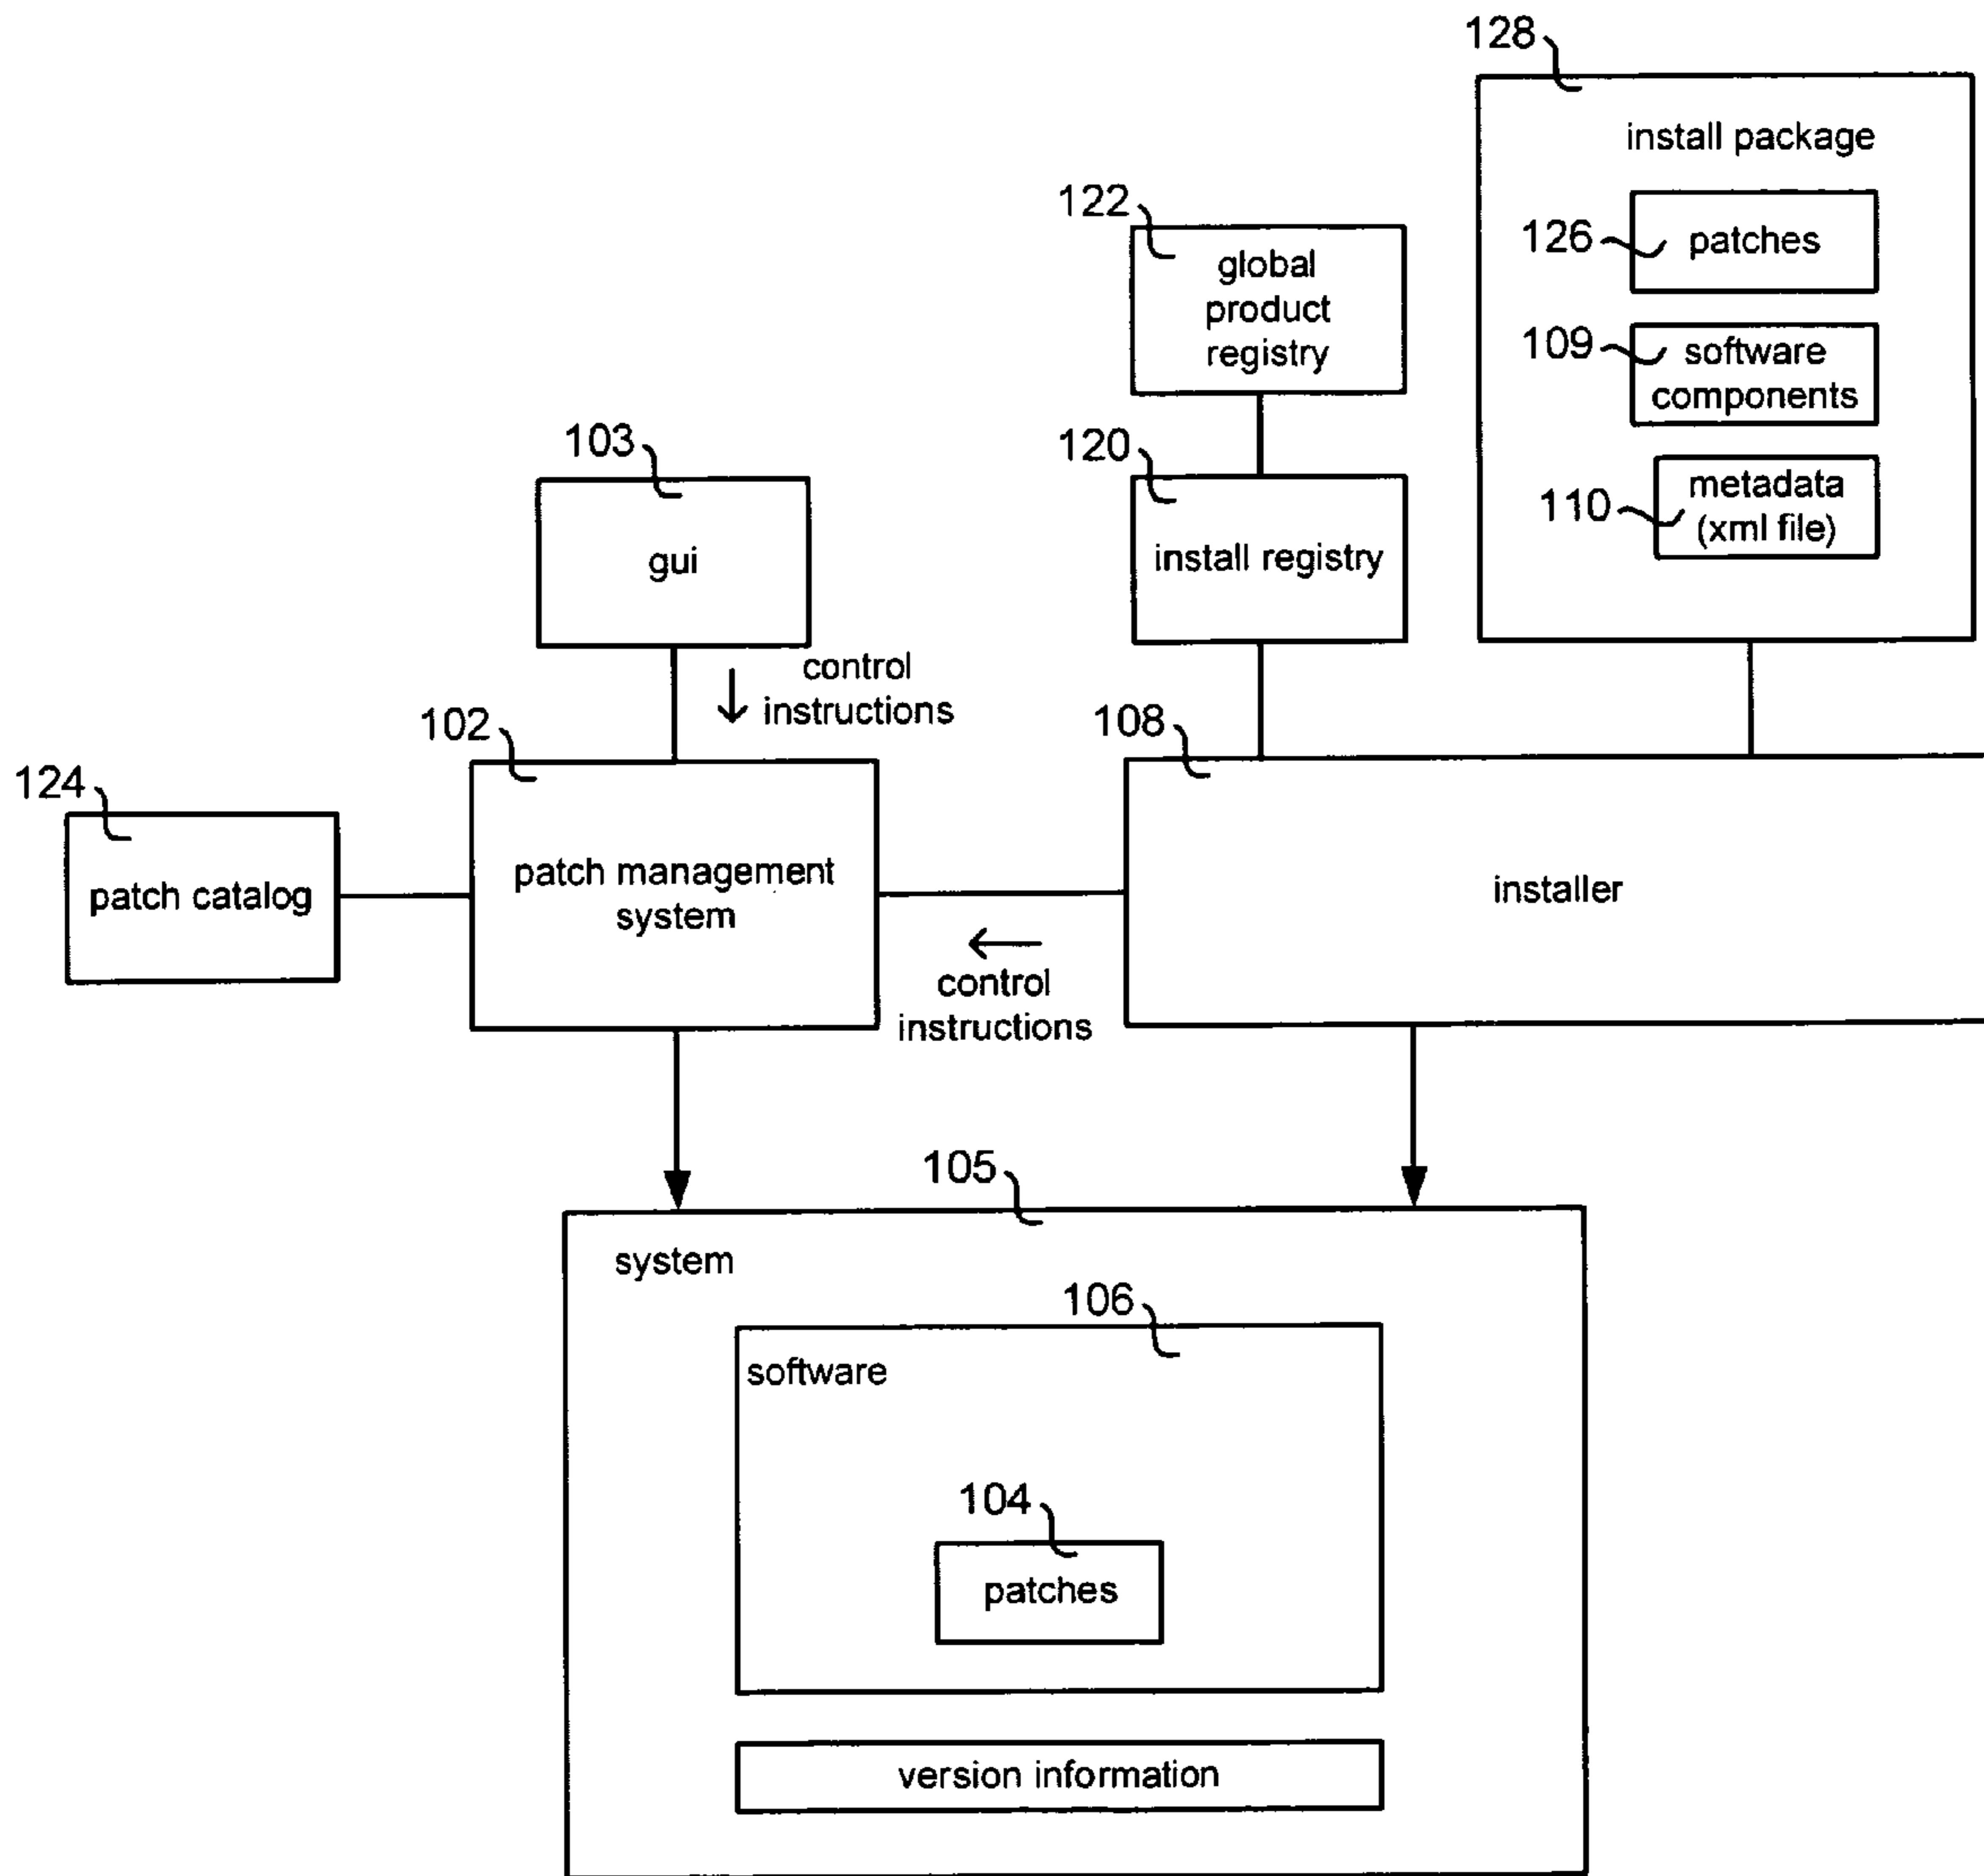 128
install package
122
126
patches
global
product
registry
109
software
components
103
120
110
metadata
(xml file)
gui
install registry
control
instructions
102
108
124
patch catalog
patch management
system
installer
control
instructions
105
system
106
software
104
patches
version information